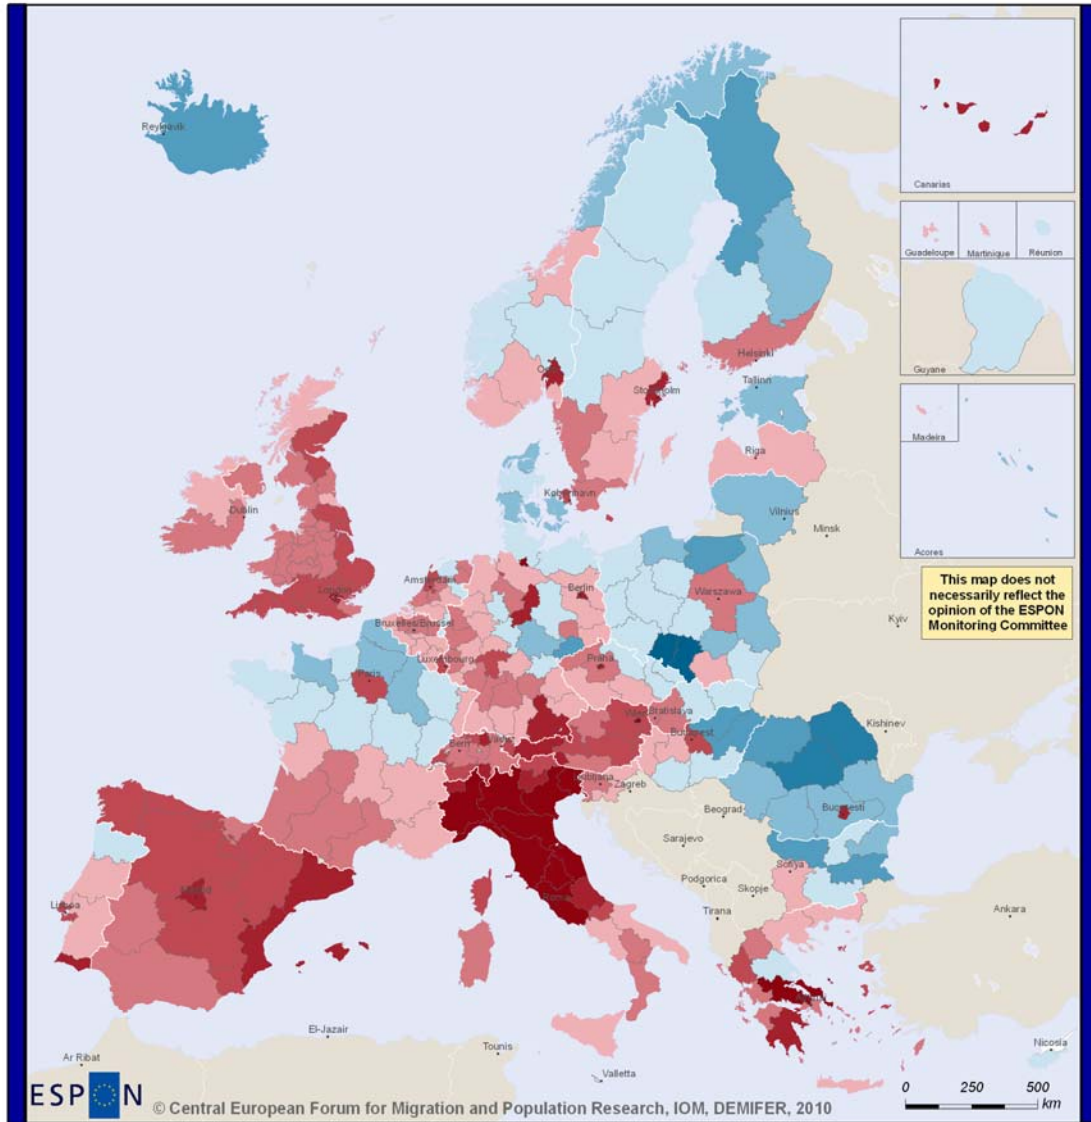 Reykjavik
Canarias
Guadeloupe
Martinique
Réunion
Guyane
Helsinki
Oslo
Stockholm
Tallinn
Madeira
Riga
Dublin
København
Vilnius
Minsk
Acores
London
Amsterdam
Berlin
Warszawa
This map does not
necessarily reflect the
opinion of the ESPON
Monitoring Committee
Bruxelles/Brussel
Kyiv
Luxembourg
Praha
Paris
Wien
Bratislava
Kishinev
Bern
Vaduz
Budapest
Ljubljana
Zagreb
Beograd
Bucuresti
Sarajevo
Madrid
Podgorica
Sofiya
Skopje
Lisboa
Roma
Tirana
Ankara
El-Jazair
Tounis
Nicosia
Ar Ribat
Valletta
0 250 500
km
ESPON
© Central European Forum for Migration and Population Research, IOM, DEMIFER, 2010